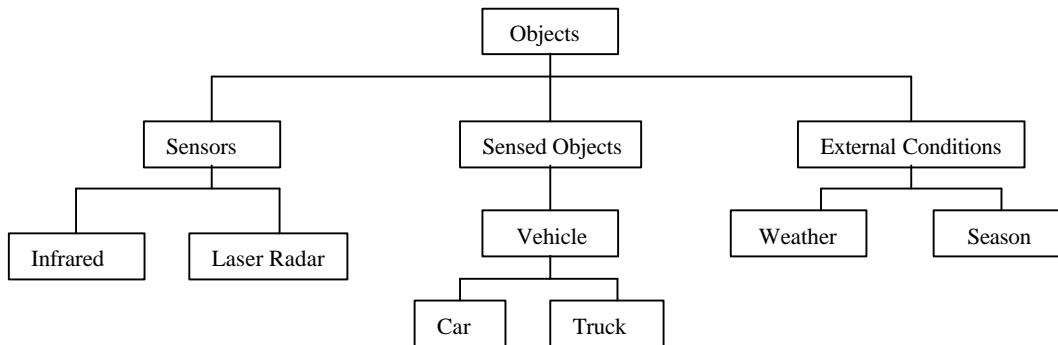 Objects
Sensors
Sensed Objects
External Conditions
Infrared
Laser Radar
Vehicle
Weather
Season
Car
Truck